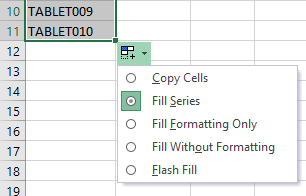 10 TABLET009
11 TABLET010
12
13 Copy Cells
14 Fill Series
15 Fill Formatting Only
16
17 Fill Without Formatting
18 Flash Fill
19